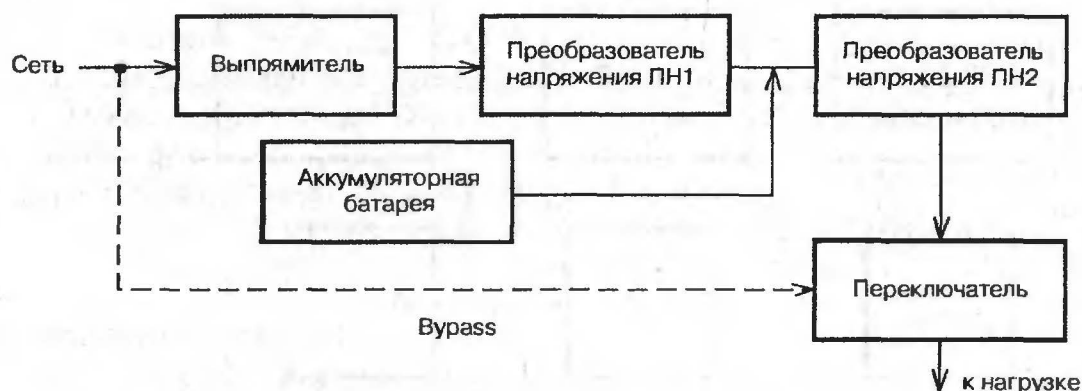 Сеть
Выпрямитель
Преобразователь
напряжения ПН1
Преобразователь
напряжения ПН2
Аккумуляторная
батарея
Переключатель
Bypass
к нагрузке